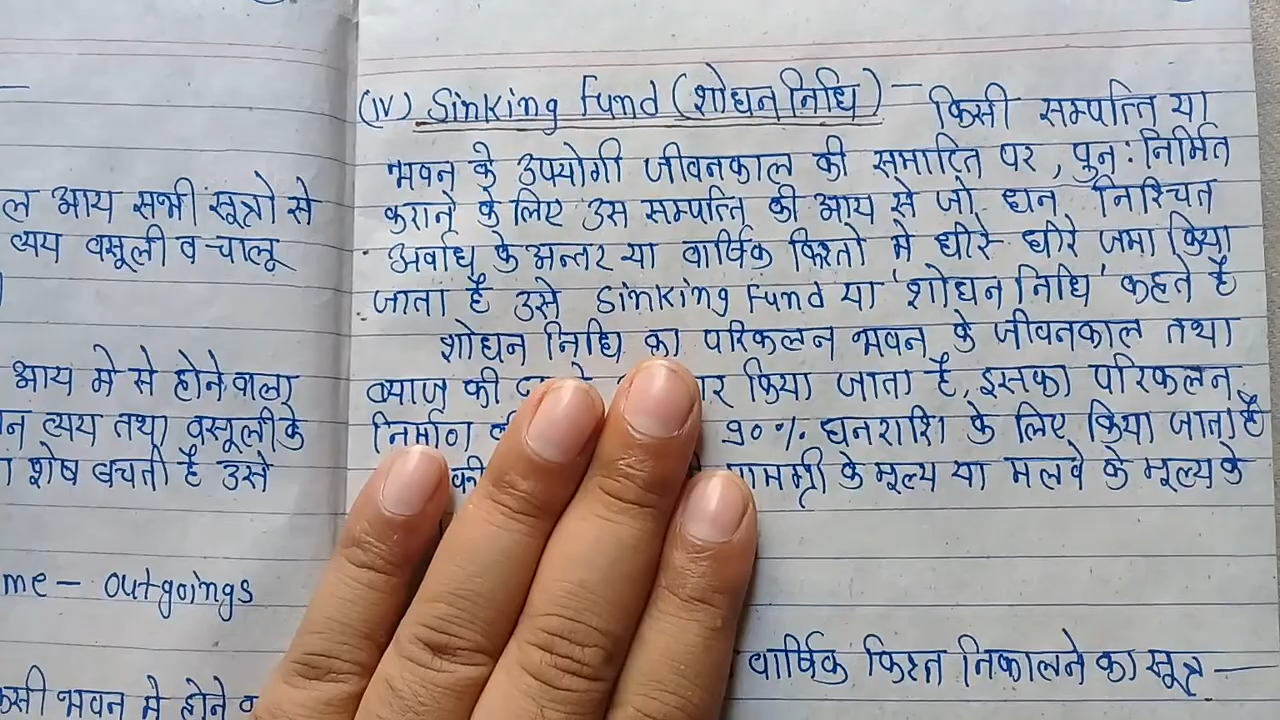 ल आय सभी सूत्रो से
व्यय वसूली व चालू
आय मे से होने वाला
व्यय तथा वसूली के
शेष बचती है उसे
me – outgoings
भवन मे होने
(iv) Sinking Fund (शोधन निधि) – किसी सम्पत्ति या
भवन के उपयोगी जीवनकाल की समाप्ति पर, पुन: निर्मित
कराने के लिए उस सम्पत्ति की आय से जो धन निश्चित
अवधि के अन्तर या वार्षिक किश्तो मे धीरे-धीरे जमा किया
जाता है उसे Sinking Fund या 'शोधन निधि' कहते है
शोधन निधि का परिकलन भवन के जीवनकाल तथा
ब्याज की किया जाता है, इसका परिकलन
निर्माण 90% धनराशि के लिए किया जाता है
के मूल्य या मलवे के मूल्य के
वार्षिक किश्त निकालने का सूत्र –